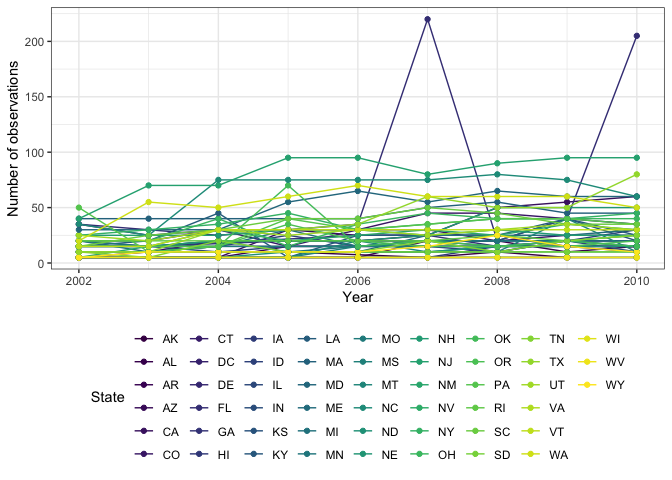 200
150
100
50
0
Number of observations
2002
2004
2006
2008
2010
Year
State
AK CT IA LA MO NH OK TN WI
AL DC ID MA MS NJ OR TX WV
AR DE IL MD MT NM PA UT WY
AZ FL IN ME NC NV RI VA
CA GA KS MI ND NY SC VT
CO HI KY MN NE OH SD WA